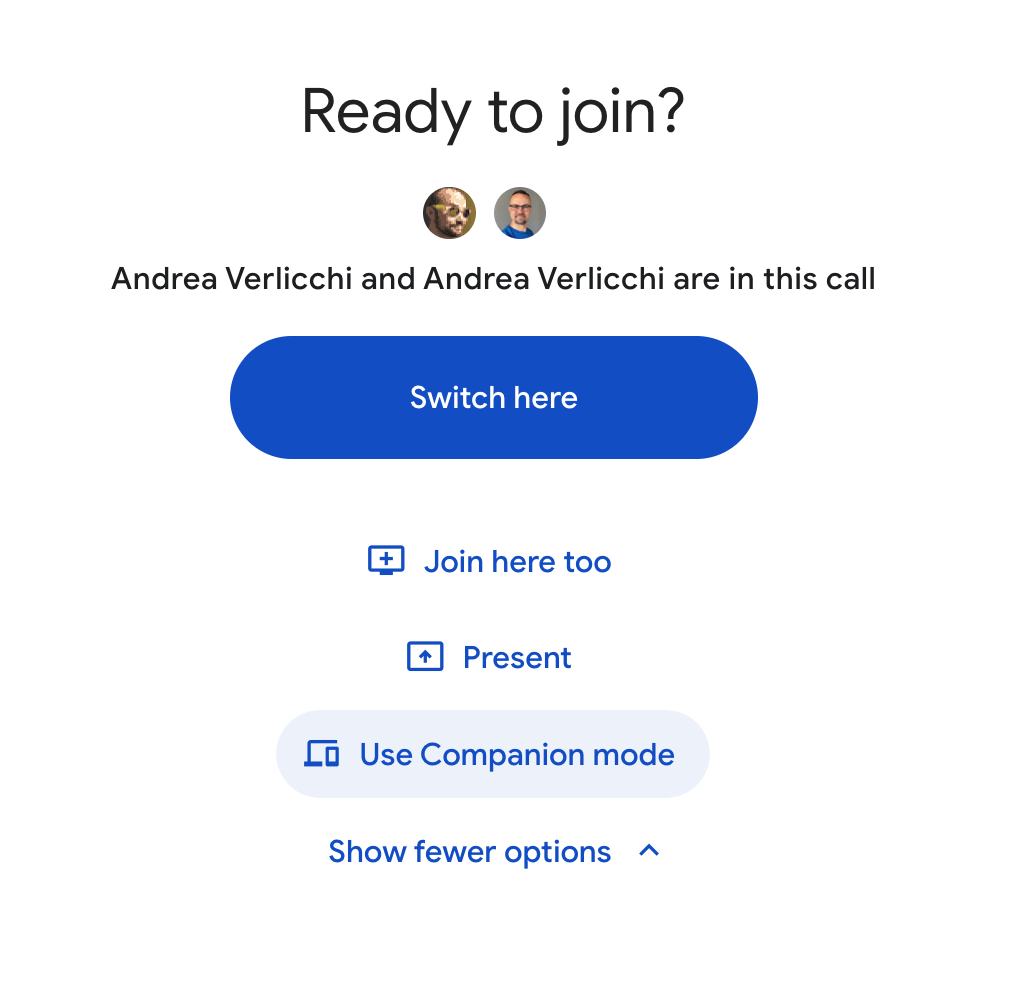 Ready to join?
Andrea Verlicchi and Andrea Verlicchi are in this call
Switch here
Join here too
Present
Use Companion mode
Show fewer options